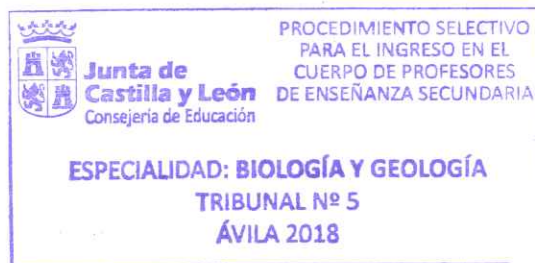 PROCEDIMIENTO SELECTIVO
PARA EL INGRESO EN EL
CUERPO DE PROFESORES
DE ENSEÑANZA SECUNDARIA
Junta de
Castilla y León
Consejería de Educación
ESPECIALIDAD: BIOLOGÍA Y GEOLOGÍA
TRIBUNAL Nº 5
ÁVILA 2018